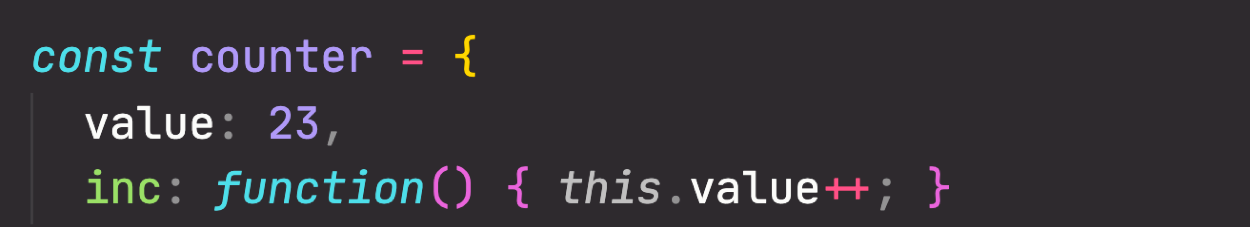 const counter = {
value: 23,
inc: function() { this.value++; }